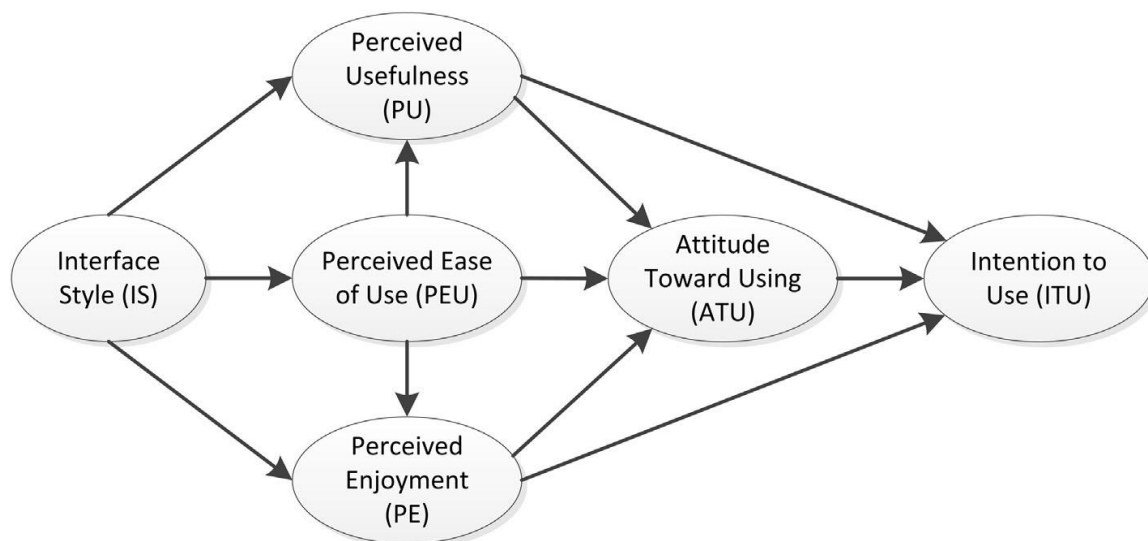 Perceived
Usefulness
(PU)
Interface
Style (IS)
Perceived Ease
of Use (PEU)
Attitude
Toward Using
(ATU)
Intention to
Use (ITU)
Perceived
Enjoyment
(PE)